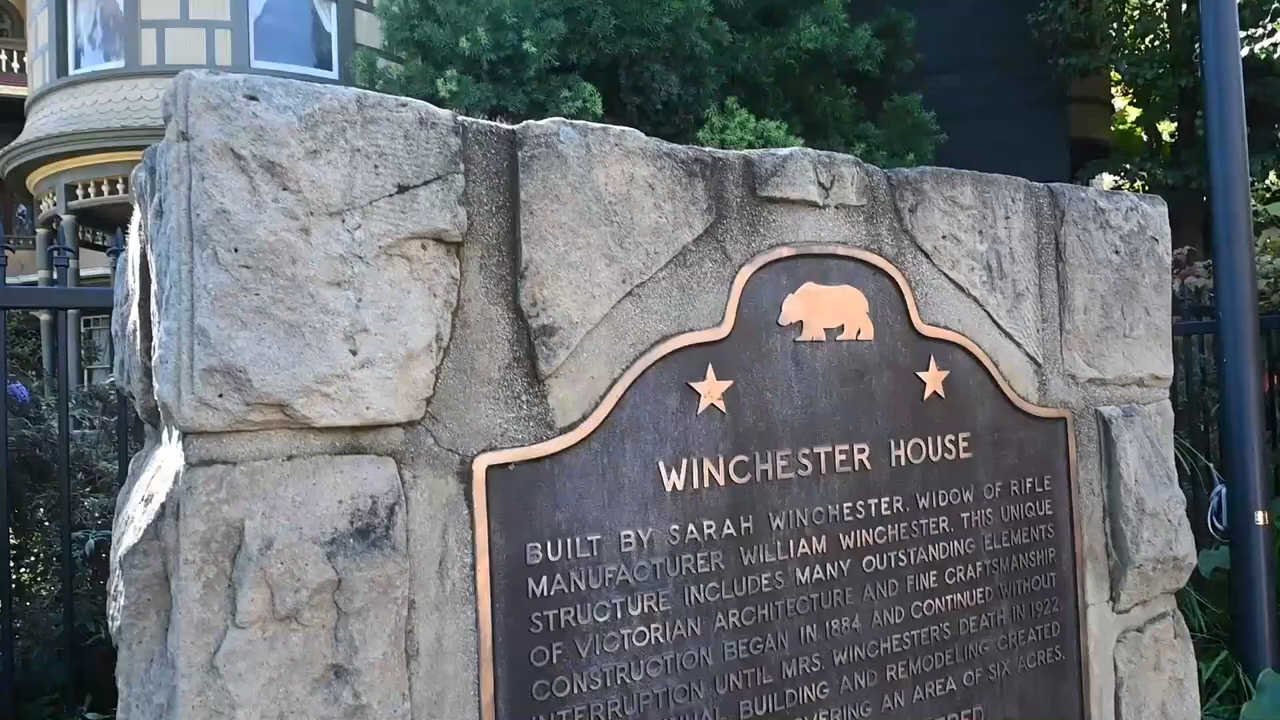 WINCHESTER HOUSE
BUILT BY SARAH WINCHESTER, WIDOW OF RIFLE
MANUFACTURER WILLIAM WINCHESTER, THIS UNIQUE
STRUCTURE INCLUDES MANY OUTSTANDING ELEMENTS
OF VICTORIAN ARCHITECTURE AND FINE CRAFTSMANSHIP
CONSTRUCTION BEGAN IN 1884 AND CONTINUED WITHOUT
INTERRUPTION UNTIL MRS. WINCHESTER'S DEATH IN 1922.
BUILDING AND REMODELING CREATED
AN AREA OF SIX ACRES.